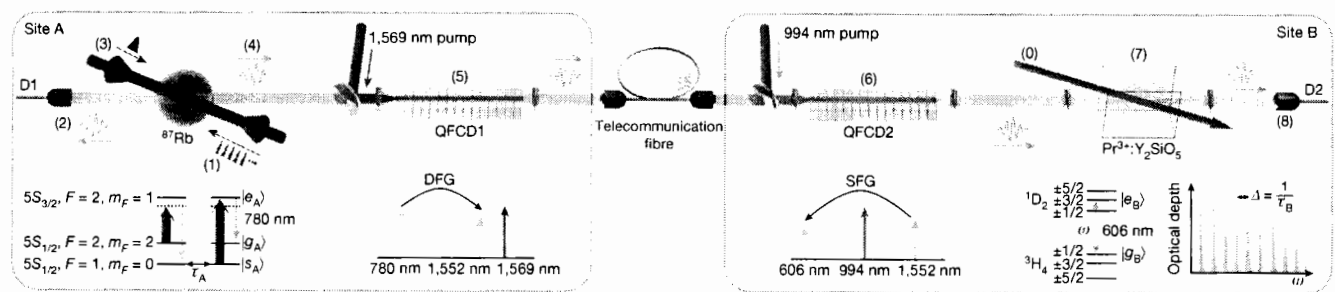 Site A
(3)
(4)
1,569 nm pump
(5)
D1
(2)
87Rb
(1)
QFCD1
Telecommunication
fibre
994 nm pump
(6)
QFCD2
(0)
(7)
Site B
D2
(8)
Pr3+:Y2SiO5
5S3/2, F = 2, mF = 1
|eA⟩
780 nm
5S1/2, F = 2, mF = 2
|gA⟩
5S1/2, F = 1, mF = 0
τA
|sA⟩
DFG
780 nm 1,552 nm 1,569 nm
SFG
606 nm 994 nm 1,552 nm
1D2
±5/2
±3/2
±1/2
|eB⟩
606 nm
3H4
±1/2
±3/2
±5/2
|gB⟩
Optical depth
Δ = 1/τB